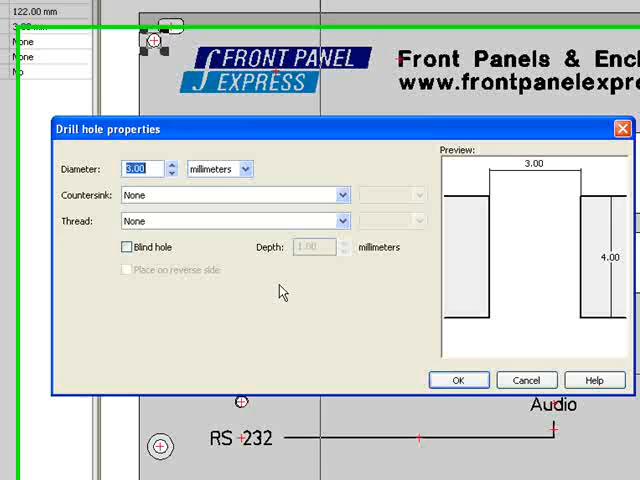 122.00 mm
None
None
No
FRONT PANEL
EXPRESS
Front Panels & Encl
www.frontpanelexpre
Drill hole properties
Diameter: 3.00 millimeters
Countersink: None
Thread: None
Blind hole Depth: 1.00 millimeters
Place on reverse side
Preview:
3.00
4.00
OK Cancel Help
Audio
RS 232